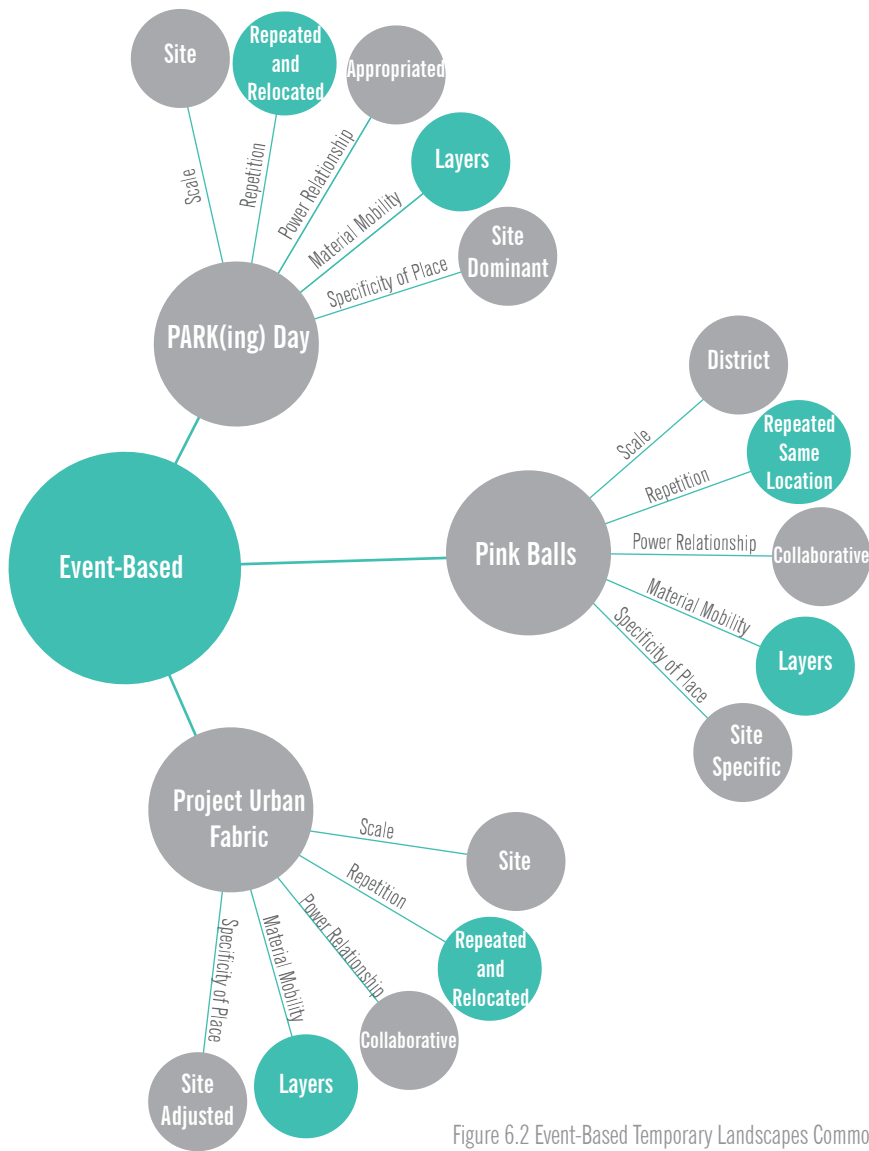 Site
Repeated
and
Relocated
Appropriated
Layers
Site
Dominant
Scale
Repetition
Power Relationship
Material Mobility
Specificity of Place
PARK(ing) Day
Event-Based
Pink Balls
Scale
Repetition
Power Relationship
Material Mobility
Specificity of Place
District
Repeated
Same
Location
Collaborative
Layers
Site
Specific
Project Urban
Fabric
Scale
Repetition
Power Relationship
Material Mobility
Specificity of Place
Site
Repeated
and
Relocated
Collaborative
Layers
Site
Adjusted
Figure 6.2 Event-Based Temporary Landscapes Commo